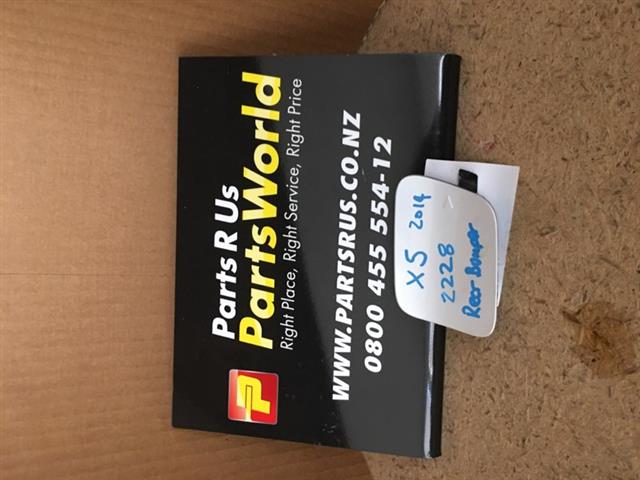 Parts R Us
PartsWorld
Right Place, Right Service, Right Price
WWW.PARTSRUS.CO.NZ
0800 455 554-12
X5 2014
2228
Rear Bumper